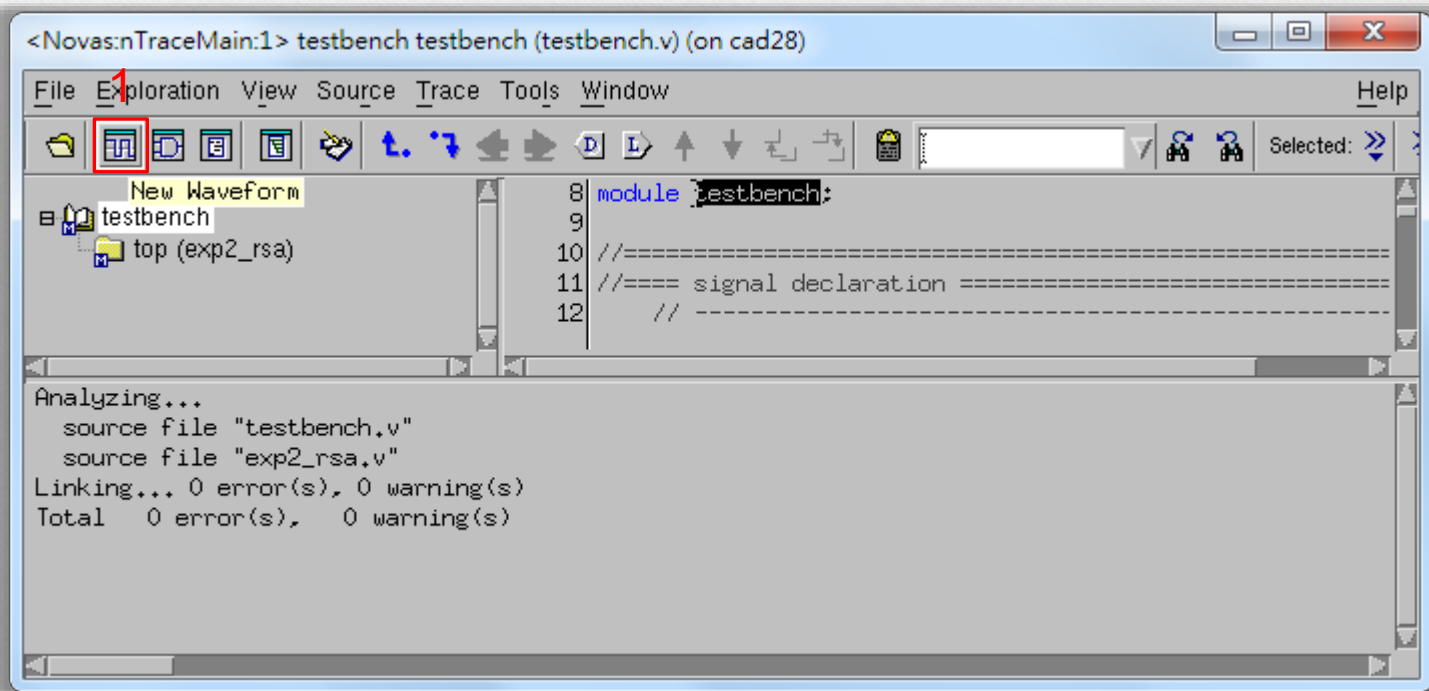 <Novas:nTraceMain:1> testbench testbench (testbench.v) (on cad28)
File Exploration View Source Trace Tools Window Help
1
D L Selected:
New Waveform
testbench
top (exp2_rsa)
8 module testbench;
9
10 //=======================================================
11 //==== signal declaration ===============================
12 // --------------------------------------------------
Analyzing...
source file "testbench.v"
source file "exp2_rsa.v"
Linking... 0 error(s), 0 warning(s)
Total 0 error(s), 0 warning(s)